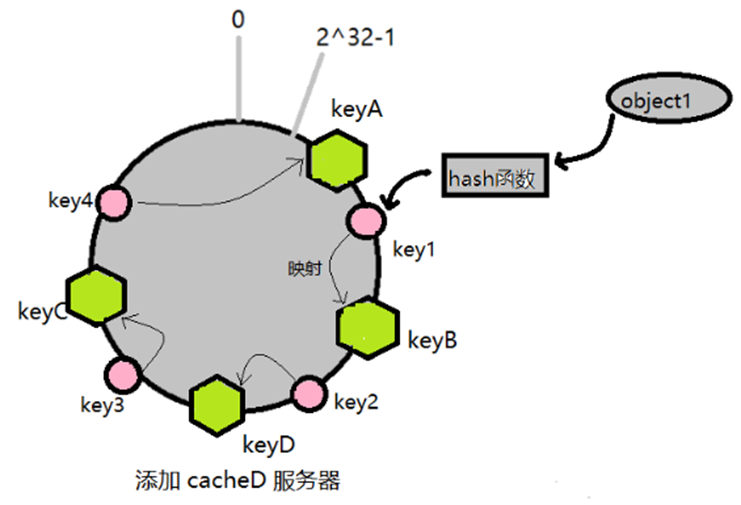 0
2^32-1
keyA
object1
hash函数
key4
key1
映射
keyC
keyB
key3
key2
keyD
添加 cacheD 服务器